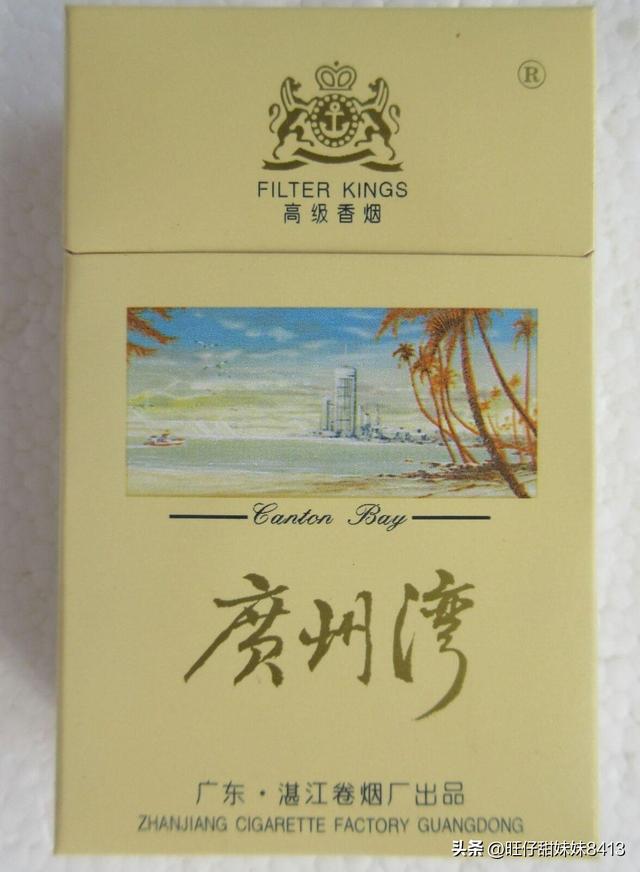 ®
FILTER KINGS
高级香烟
Canton Bay
廣州湾
广东·湛江卷烟厂出品
ZHANJIANG CIGARETTE FACTORY GUANGDONG
头条 @旺仔甜妹妹8413